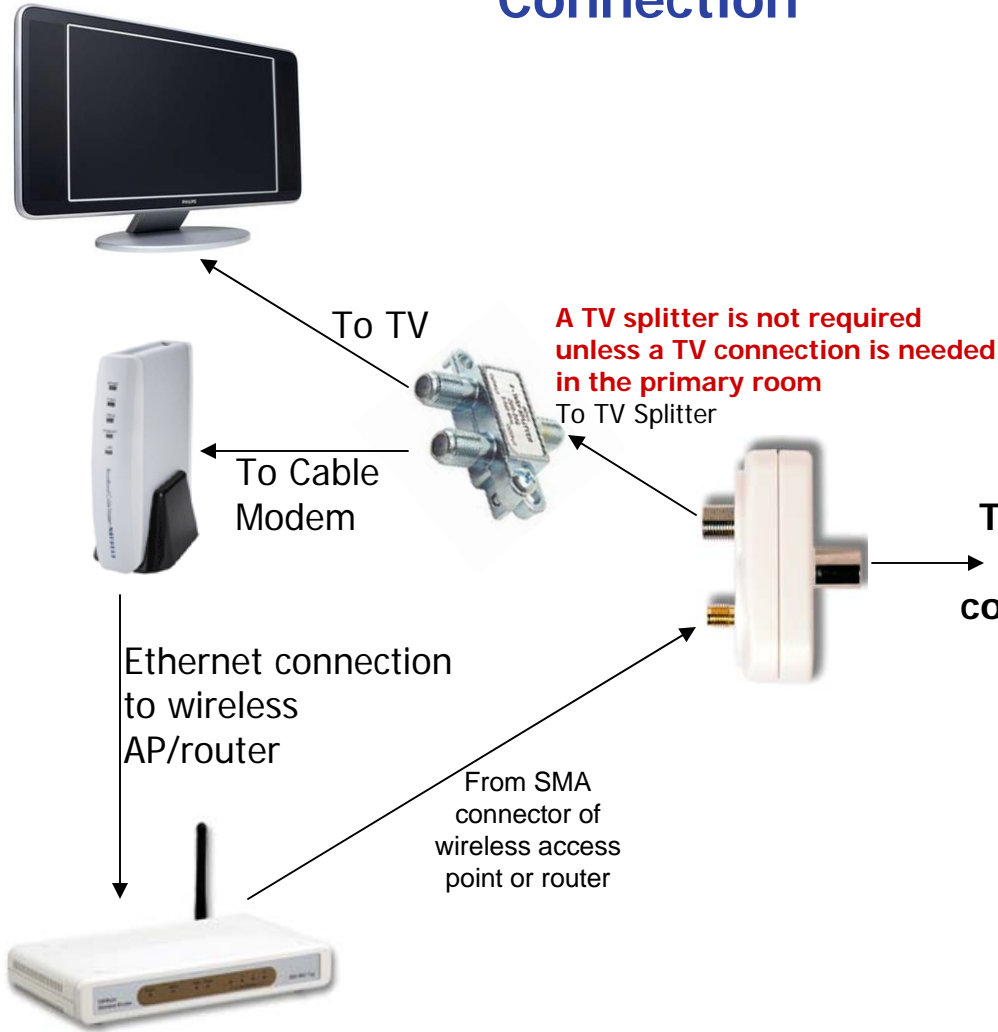 Connection
PHILIPS
To TV
A TV splitter is not required
unless a TV connection is needed
in the primary room
To TV Splitter
To Cable
Modem
Ethernet connection
to wireless
AP/router
From SMA
connector of
wireless access
point or router